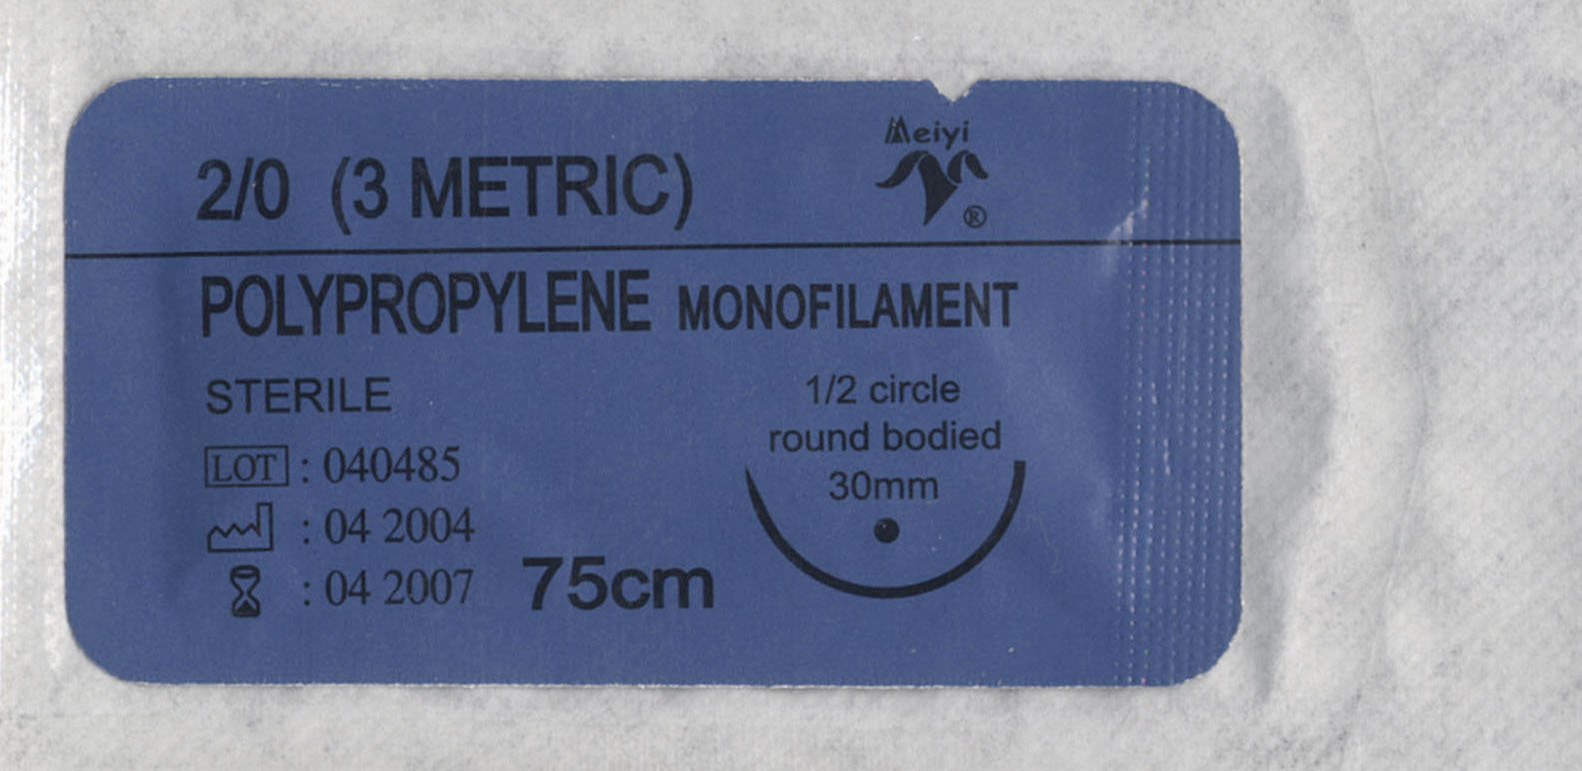 Meiyi
®
2/0 (3 METRIC)
POLYPROPYLENE MONOFILAMENT
STERILE
LOT : 040485
: 04 2004
: 04 2007
75cm
1/2 circle
round bodied
30mm